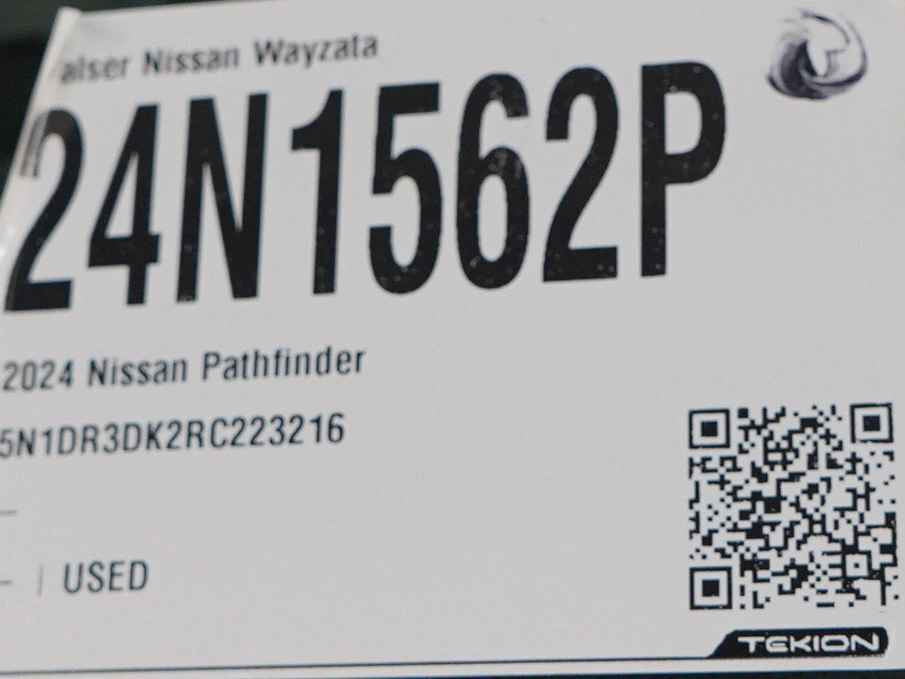 alser Nissan Wayzata
24N1562P
2024 Nissan Pathfinder
5N1DR3DK2RC223216
–
– | USED
TEKION